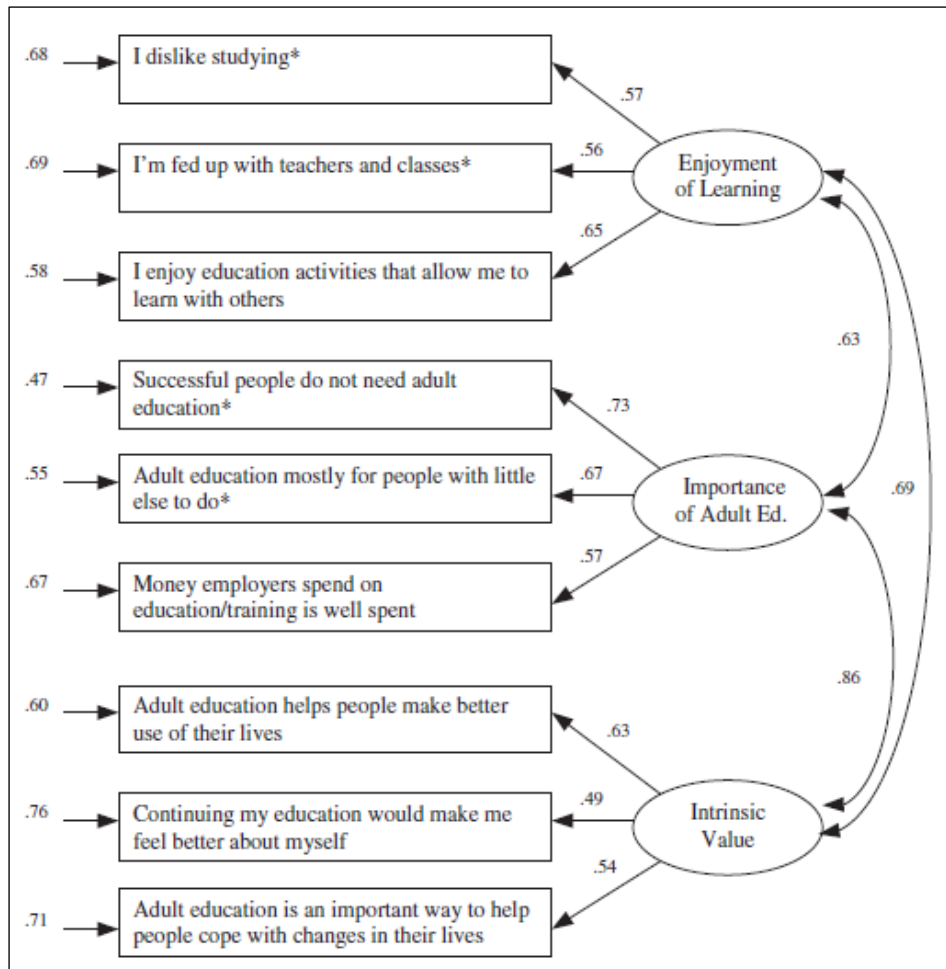 .68
I dislike studying*
.57
.69
I'm fed up with teachers and classes*
.56
Enjoyment
of Learning
.65
.58
I enjoy education activities that allow me to
learn with others
.63
.47
Successful people do not need adult
education*
.73
.55
Adult education mostly for people with little
else to do*
.67
Importance
of Adult Ed.
.69
.57
.67
Money employers spend on
education/training is well spent
.86
.60
Adult education helps people make better
use of their lives
.63
.76
Continuing my education would make me
feel better about myself
.49
Intrinsic
Value
.54
.71
Adult education is an important way to help
people cope with changes in their lives